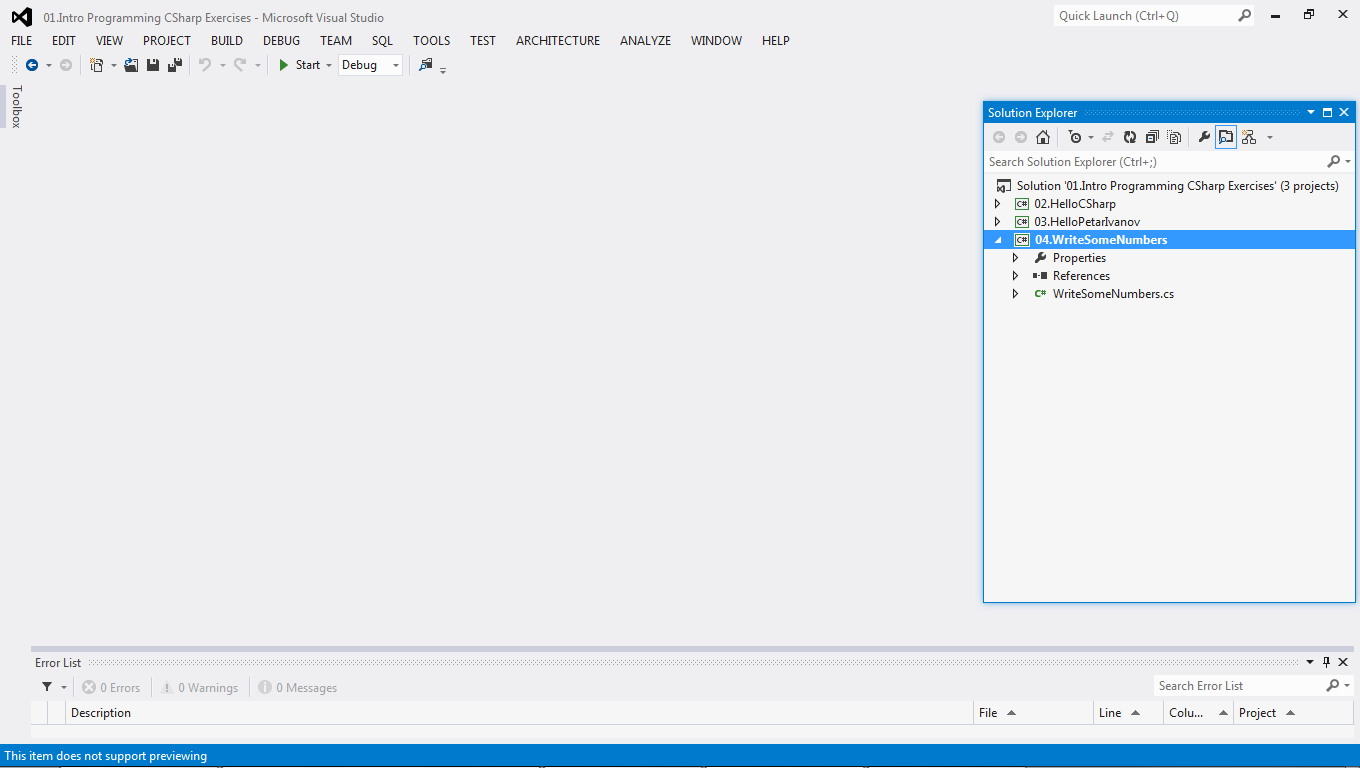 01.Intro Programming CSharp Exercises - Microsoft Visual Studio
Quick Launch (Ctrl+Q)
FILE EDIT VIEW PROJECT BUILD DEBUG TEAM SQL TOOLS TEST ARCHITECTURE ANALYZE WINDOW HELP
Start Debug
Toolbox
Solution Explorer
Search Solution Explorer (Ctrl+;)
Solution '01.Intro Programming CSharp Exercises' (3 projects)
C# 02.HelloCSharp
C# 03.HelloPetarIvanov
C# 04.WriteSomeNumbers
Properties
References
C# WriteSomeNumbers.cs
Error List
0 Errors 0 Warnings 0 Messages
Search Error List
Description File Line Colu... Project
This item does not support previewing